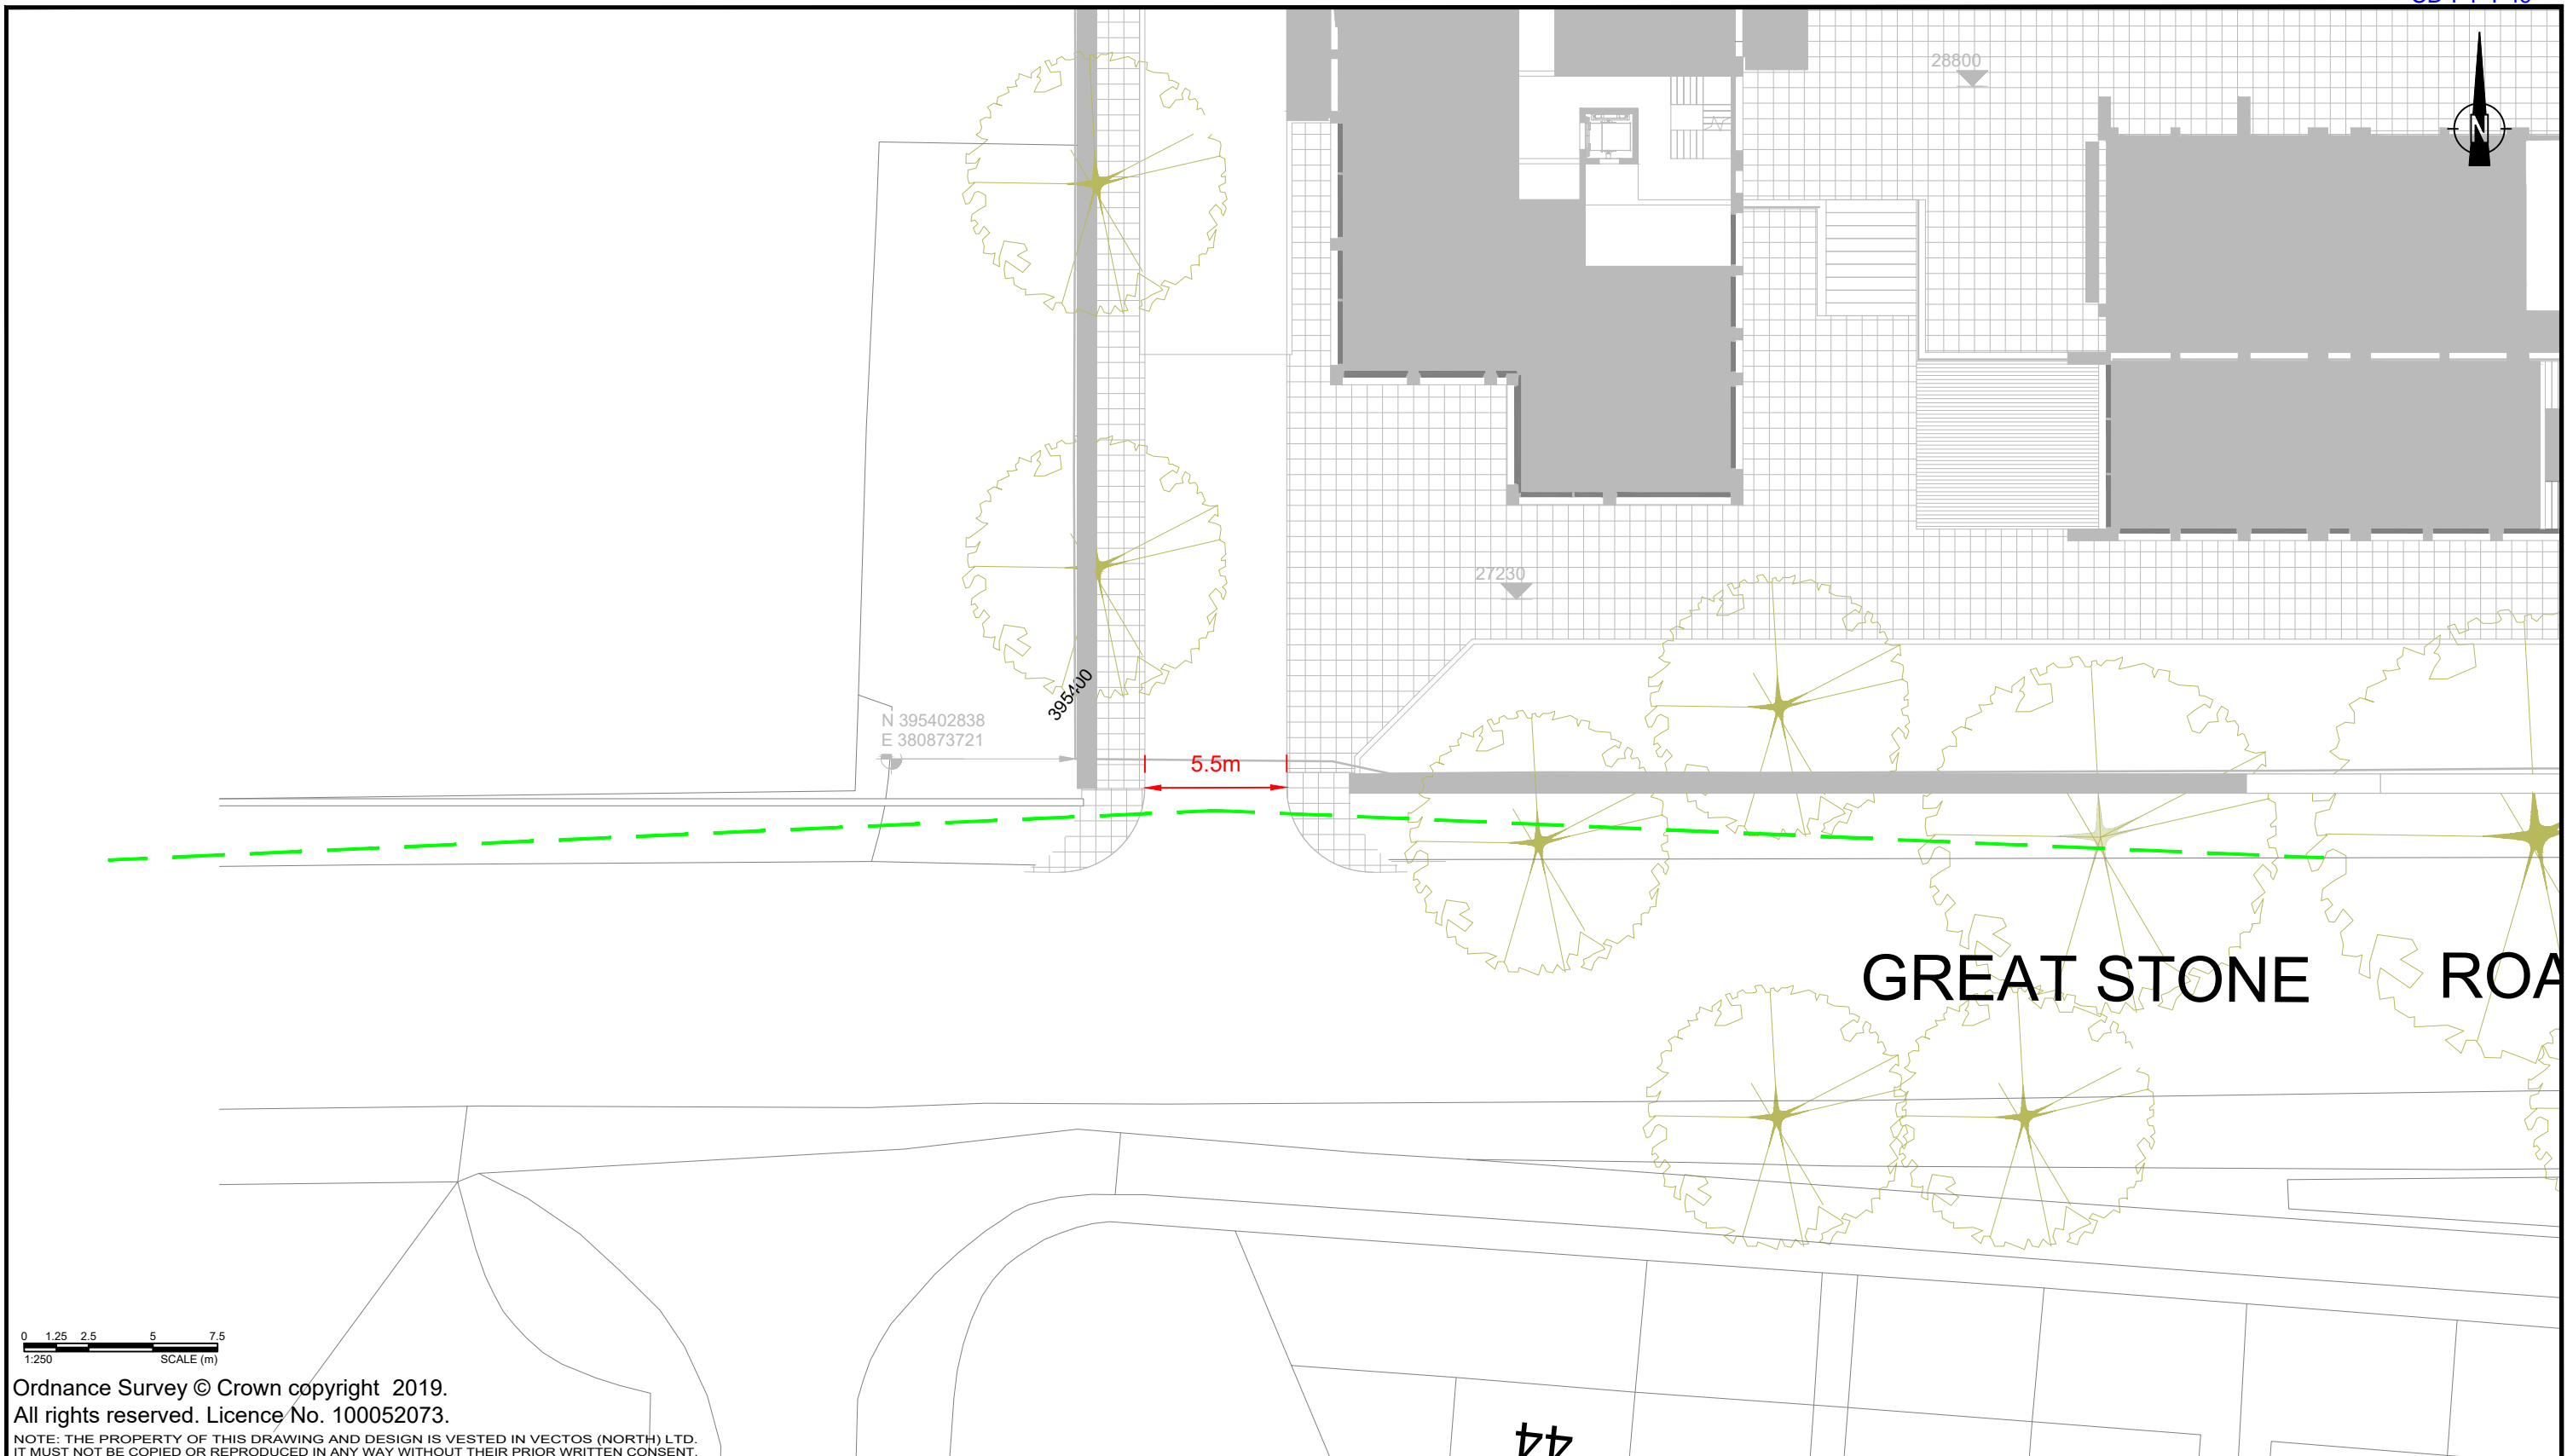 28800
N
27230
395400
N 395402838
E 380873721
5.5m
GREAT STONE ROA
0 1.25 2.5 5 7.5
1:250 SCALE (m)
Ordnance Survey © Crown copyright 2019.
All rights reserved. Licence No. 100052073.
NOTE: THE PROPERTY OF THIS DRAWING AND DESIGN IS VESTED IN VECTOS (NORTH) LTD.
IT MUST NOT BE COPIED OR REPRODUCED IN ANY WAY WITHOUT THEIR PRIOR WRITTEN CONSENT.
44